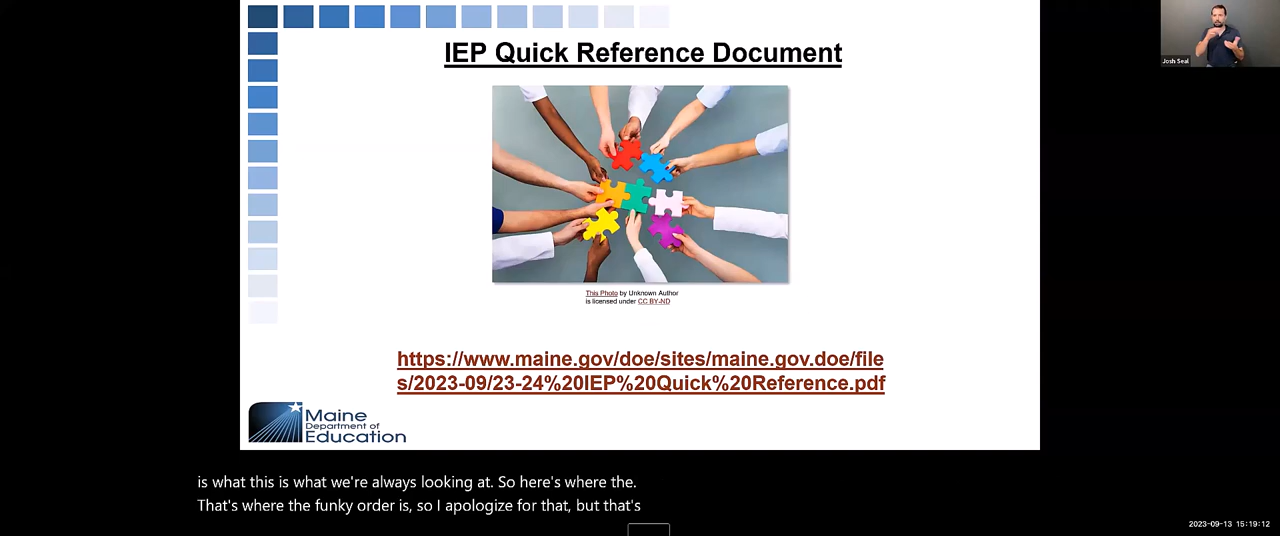 IEP Quick Reference Document
Josh Seal
This Photo by Unknown Author
is licensed under CC BY-ND
https://www.maine.gov/doe/sites/maine.gov.doe/file
s/2023-09/23-24%20IEP%20Quick%20Reference.pdf
Maine
Department of
Education
is what this is what we're always looking at. So here's where the.
That's where the funky order is, so I apologize for that, but that's
2023-09-13 15:19:12